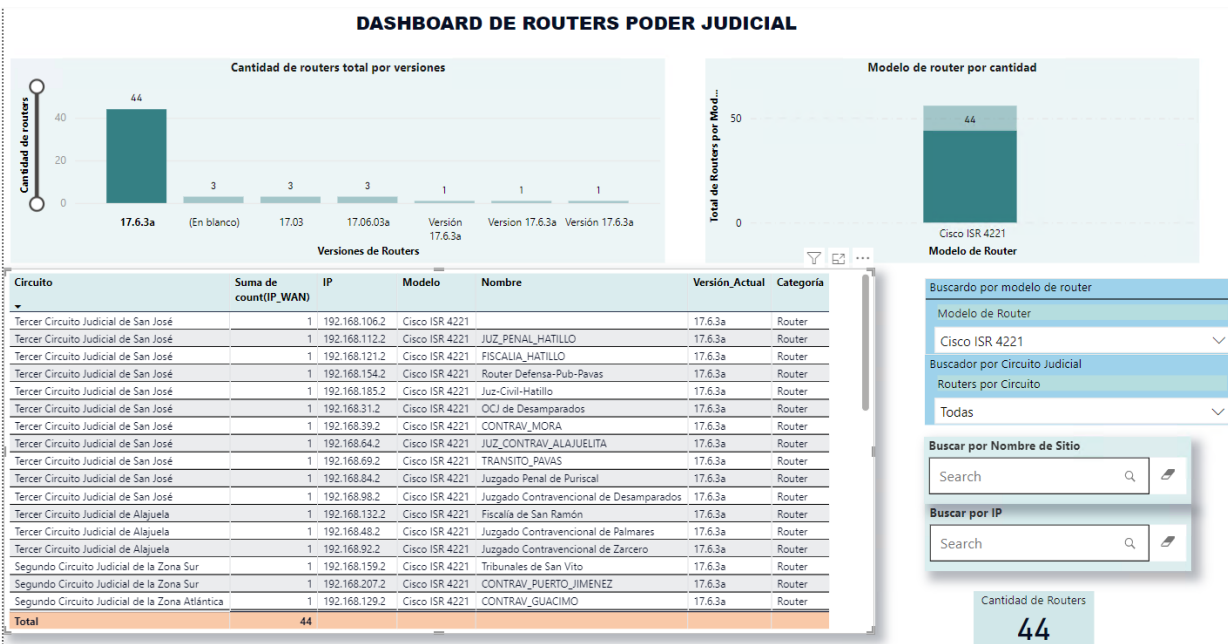 DASHBOARD DE ROUTERS PODER JUDICIAL
Cantidad de routers total por versiones
Cantidad de routers
40
20
0
44
3
3
3
1
1
1
17.6.3a
(En blanco)
17.03
17.06.03a
Versión
17.6.3a
Version 17.6.3a
Versión 17.6.3a
Versiones de Routers
Modelo de router por cantidad
Total de Routers por Mod...
50
0
44
Cisco ISR 4221
Modelo de Router
Circuito Suma de count(IP_WAN) IP Modelo Nombre Versión_Actual Categoría
Tercer Circuito Judicial de San José 1 192.168.106.2 Cisco ISR 4221 17.6.3a Router
Tercer Circuito Judicial de San José 1 192.168.112.2 Cisco ISR 4221 JUZ_PENAL_HATILLO 17.6.3a Router
Tercer Circuito Judicial de San José 1 192.168.121.2 Cisco ISR 4221 FISCALIA_HATILLO 17.6.3a Router
Tercer Circuito Judicial de San José 1 192.168.154.2 Cisco ISR 4221 Router Defensa-Pub-Pavas 17.6.3a Router
Tercer Circuito Judicial de San José 1 192.168.185.2 Cisco ISR 4221 Juz-Civil-Hatillo 17.6.3a Router
Tercer Circuito Judicial de San José 1 192.168.31.2 Cisco ISR 4221 OCJ de Desamparados 17.6.3a Router
Tercer Circuito Judicial de San José 1 192.168.39.2 Cisco ISR 4221 CONTRAV_MORA 17.6.3a Router
Tercer Circuito Judicial de San José 1 192.168.64.2 Cisco ISR 4221 JUZ_CONTRAV_ALAJUELITA 17.6.3a Router
Tercer Circuito Judicial de San José 1 192.168.69.2 Cisco ISR 4221 TRANSITO_PAVAS 17.6.3a Router
Tercer Circuito Judicial de San José 1 192.168.84.2 Cisco ISR 4221 Juzgado Penal de Puriscal 17.6.3a Router
Tercer Circuito Judicial de San José 1 192.168.98.2 Cisco ISR 4221 Juzgado Contravencional de Desamparados 17.6.3a Router
Tercer Circuito Judicial de Alajuela 1 192.168.132.2 Cisco ISR 4221 Fiscalía de San Ramón 17.6.3a Router
Tercer Circuito Judicial de Alajuela 1 192.168.48.2 Cisco ISR 4221 Juzgado Contravencional de Palmares 17.6.3a Router
Tercer Circuito Judicial de Alajuela 1 192.168.92.2 Cisco ISR 4221 Juzgado Contravencional de Zarcero 17.6.3a Router
Segundo Circuito Judicial de la Zona Sur 1 192.168.159.2 Cisco ISR 4221 Tribunales de San Vito 17.6.3a Router
Segundo Circuito Judicial de la Zona Sur 1 192.168.207.2 Cisco ISR 4221 CONTRAV_PUERTO_JIMENEZ 17.6.3a Router
Segundo Circuito Judicial de la Zona Atlántica 1 192.168.129.2 Cisco ISR 4221 CONTRAV_GUACIMO 17.6.3a Router
Total 44
Buscardo por modelo de router
Modelo de Router
Cisco ISR 4221
Buscador por Circuito Judicial
Routers por Circuito
Todas
Buscar por Nombre de Sitio
Search
Buscar por IP
Search
Cantidad de Routers
44